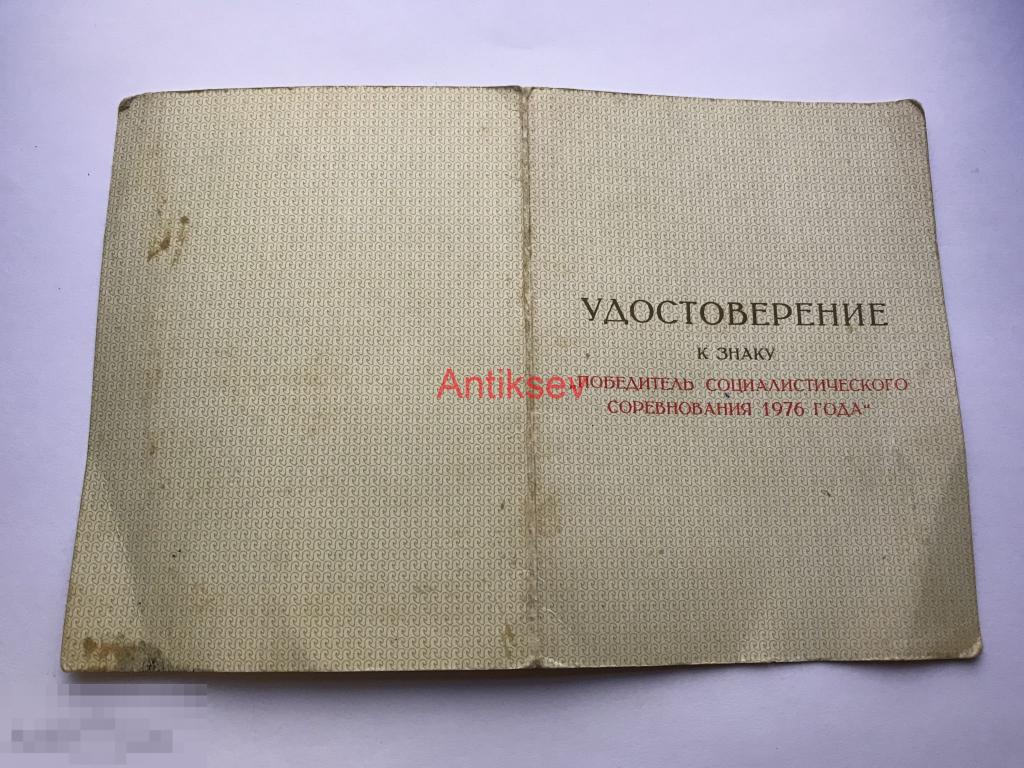 УДОСТОВЕРЕНИЕ
К ЗНАКУ
„ПОБЕДИТЕЛЬ СОЦИАЛИСТИЧЕСКОГО
СОРЕВНОВАНИЯ 1976 ГОДА“
Antiksev